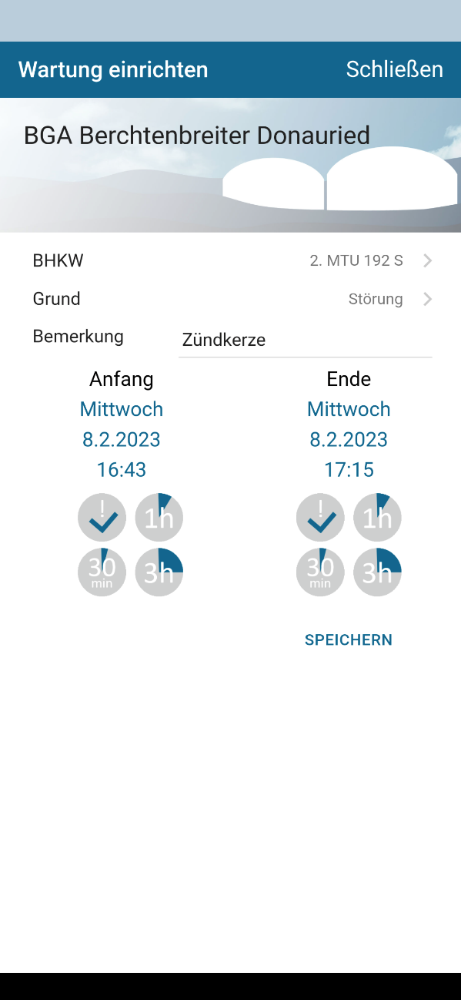 Wartung einrichten Schließen
BGA Berchtenbreiter Donauried
BHKW 2. MTU 192 S
Grund Störung
Bemerkung Zündkerze
Anfang Ende
Mittwoch Mittwoch
8.2.2023 8.2.2023
16:43 17:15
! 1h ! 1h
30 min 3h 30 min 3h
SPEICHERN